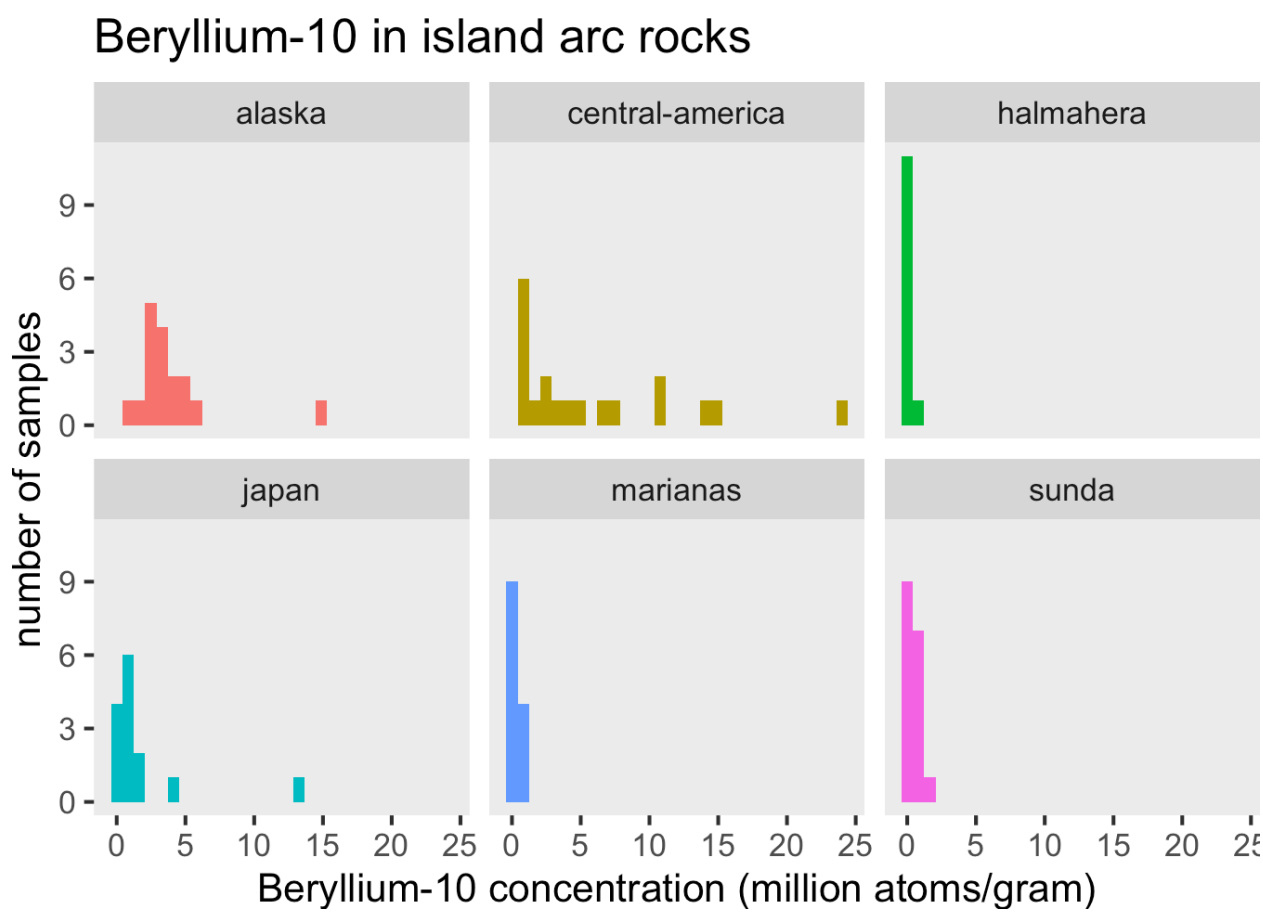 Beryllium-10 in island arc rocks
alaska central-america halmahera
9
6
3
0
number of samples
japan marianas sunda
9
6
3
0
0 5 10 15 20 25 0 5 10 15 20 25 0 5 10 15 20 25
Beryllium-10 concentration (million atoms/gram)